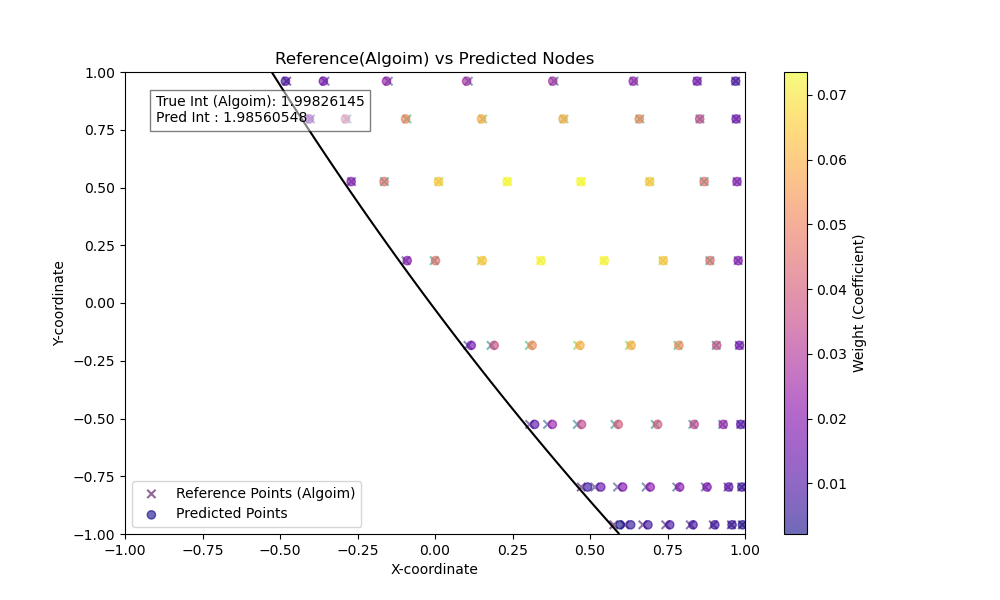 Reference(Algoim) vs Predicted Nodes
True Int (Algoim): 1.99826145
Pred Int : 1.98560548
Y-coordinate
1.00
0.75
0.50
0.25
0.00
−0.25
−0.50
−0.75
−1.00
Reference Points (Algoim)
Predicted Points
−1.00 −0.75 −0.50 −0.25 0.00 0.25 0.50 0.75 1.00
X-coordinate
0.07
0.06
0.05
0.04
0.03
0.02
0.01
Weight (Coefficient)